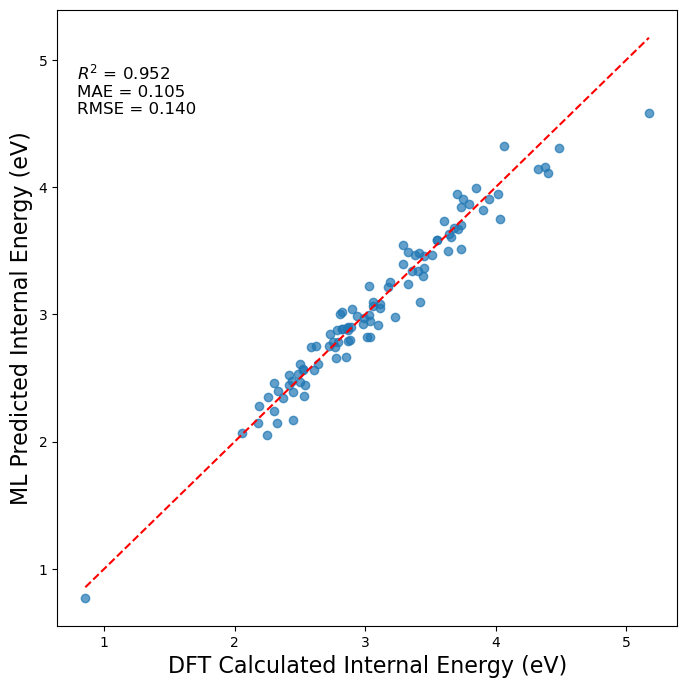 R² = 0.952
MAE = 0.105
RMSE = 0.140
5
4
3
2
1
ML Predicted Internal Energy (eV)
1 2 3 4 5
DFT Calculated Internal Energy (eV)